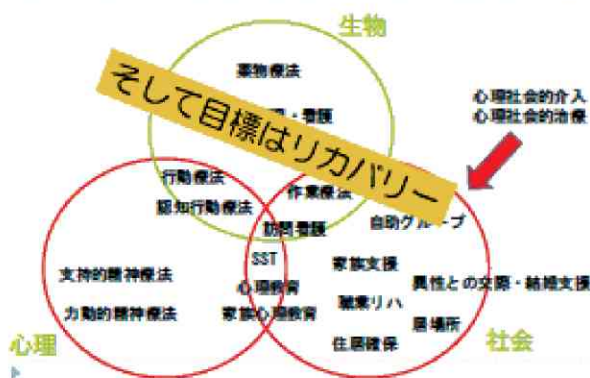 生物
薬物療法
そして目標はリカバリー
・看護
心理社会的介入
心理社会的治療
行動療法
作業療法
認知行動療法
自助グループ
訪問看護
SST
支持的精神療法
家族支援
心理教育
異性との交際・結婚支援
力動的精神療法
家族心理教育
職業リハ
居場所
住居確保
心理
社会